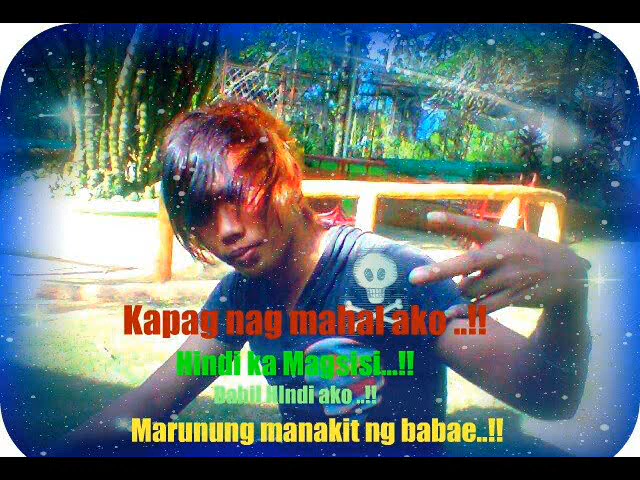 Kapag nag mahal ako ..!!
Hindi ka Magsisi...!!
Dahil HIndi ako ..!!
Marunung manakit ng babae..!!